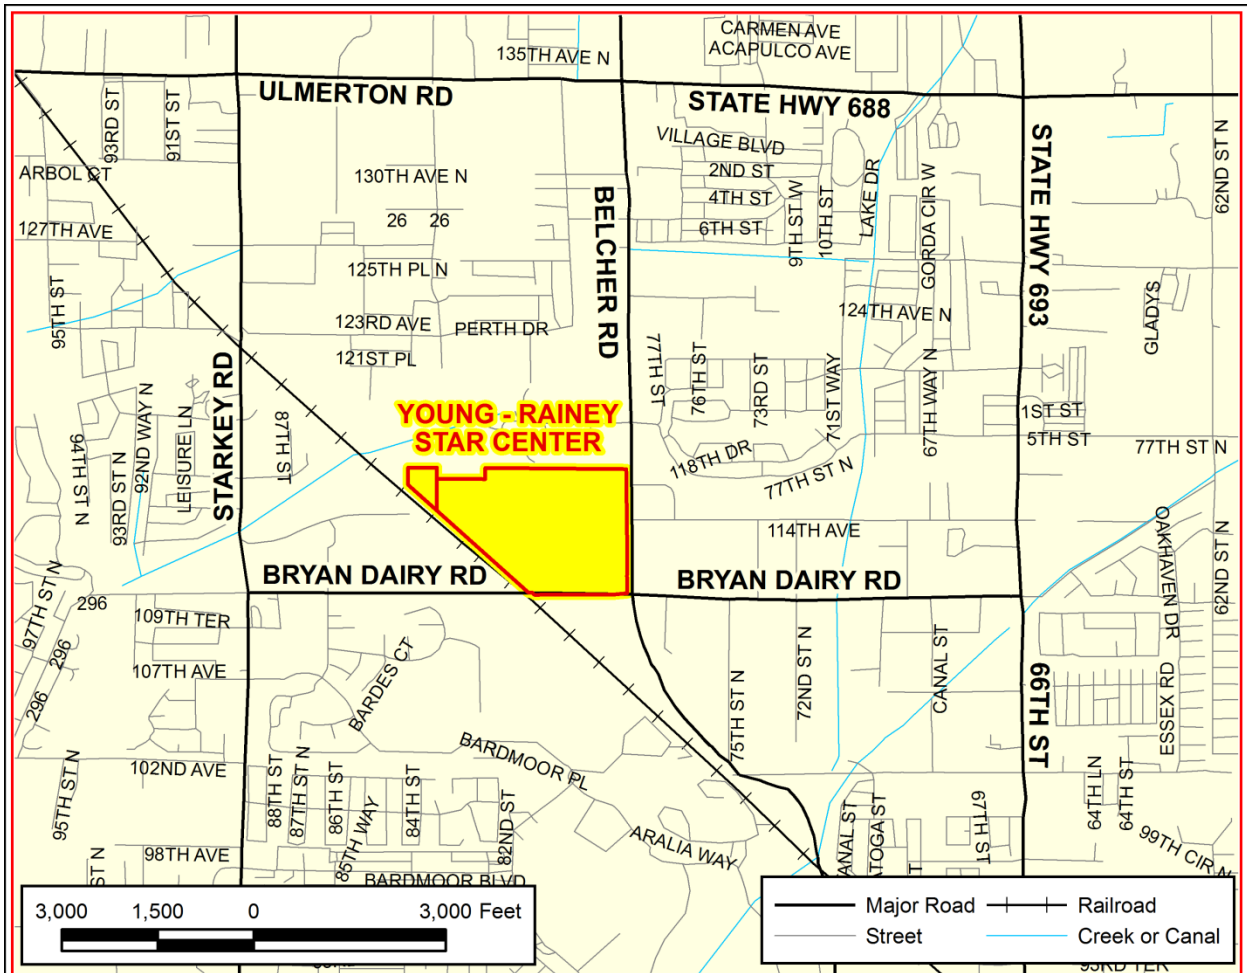 CARMEN AVE
ACAPULCO AVE
135TH AVE N
ULMERTON RD
STATE HWY 688
93RD ST
91ST ST
ARBOL CT
127TH AVE
95TH ST
130TH AVE N
26 26
125TH PL N
123RD AVE
PERTH DR
121ST PL
BELCHER RD
VILLAGE BLVD
2ND ST
4TH ST
6TH ST
9TH ST W
10TH ST
LAKE DR
GORDA CIR W
STATE HWY 693
62ND ST N
GLADYS
124TH AVE N
77TH ST
76TH ST
73RD ST
71ST WAY
67TH WAY N
1ST ST
5TH ST
77TH ST N
118TH DR
77TH ST N
STARKEY RD
87TH ST
94TH ST N
93RD ST N
92ND WAY N
LEISURE LN
YOUNG - RAINEY
STAR CENTER
114TH AVE
OAKHAVEN DR
62ND ST N
BRYAN DAIRY RD
BRYAN DAIRY RD
296
97TH ST N
296
296
109TH TER
107TH AVE
BARDES CT
102ND AVE
95TH ST N
BARDMOOR PL
75TH ST N
72ND ST N
CANAL ST
66TH ST
ESSEX RD
88TH ST
87TH ST N
86TH ST
85TH WAY
84TH ST
82ND ST
98TH AVE
ST N
BARDMOOR BLVD
ARALIA WAY
ANAL ST
ATOGA ST
67TH ST
64TH LN
64TH ST
99TH CIR N
93RD TER
3,000 1,500 0 3,000 Feet
Major Road
Railroad
Street
Creek or Canal